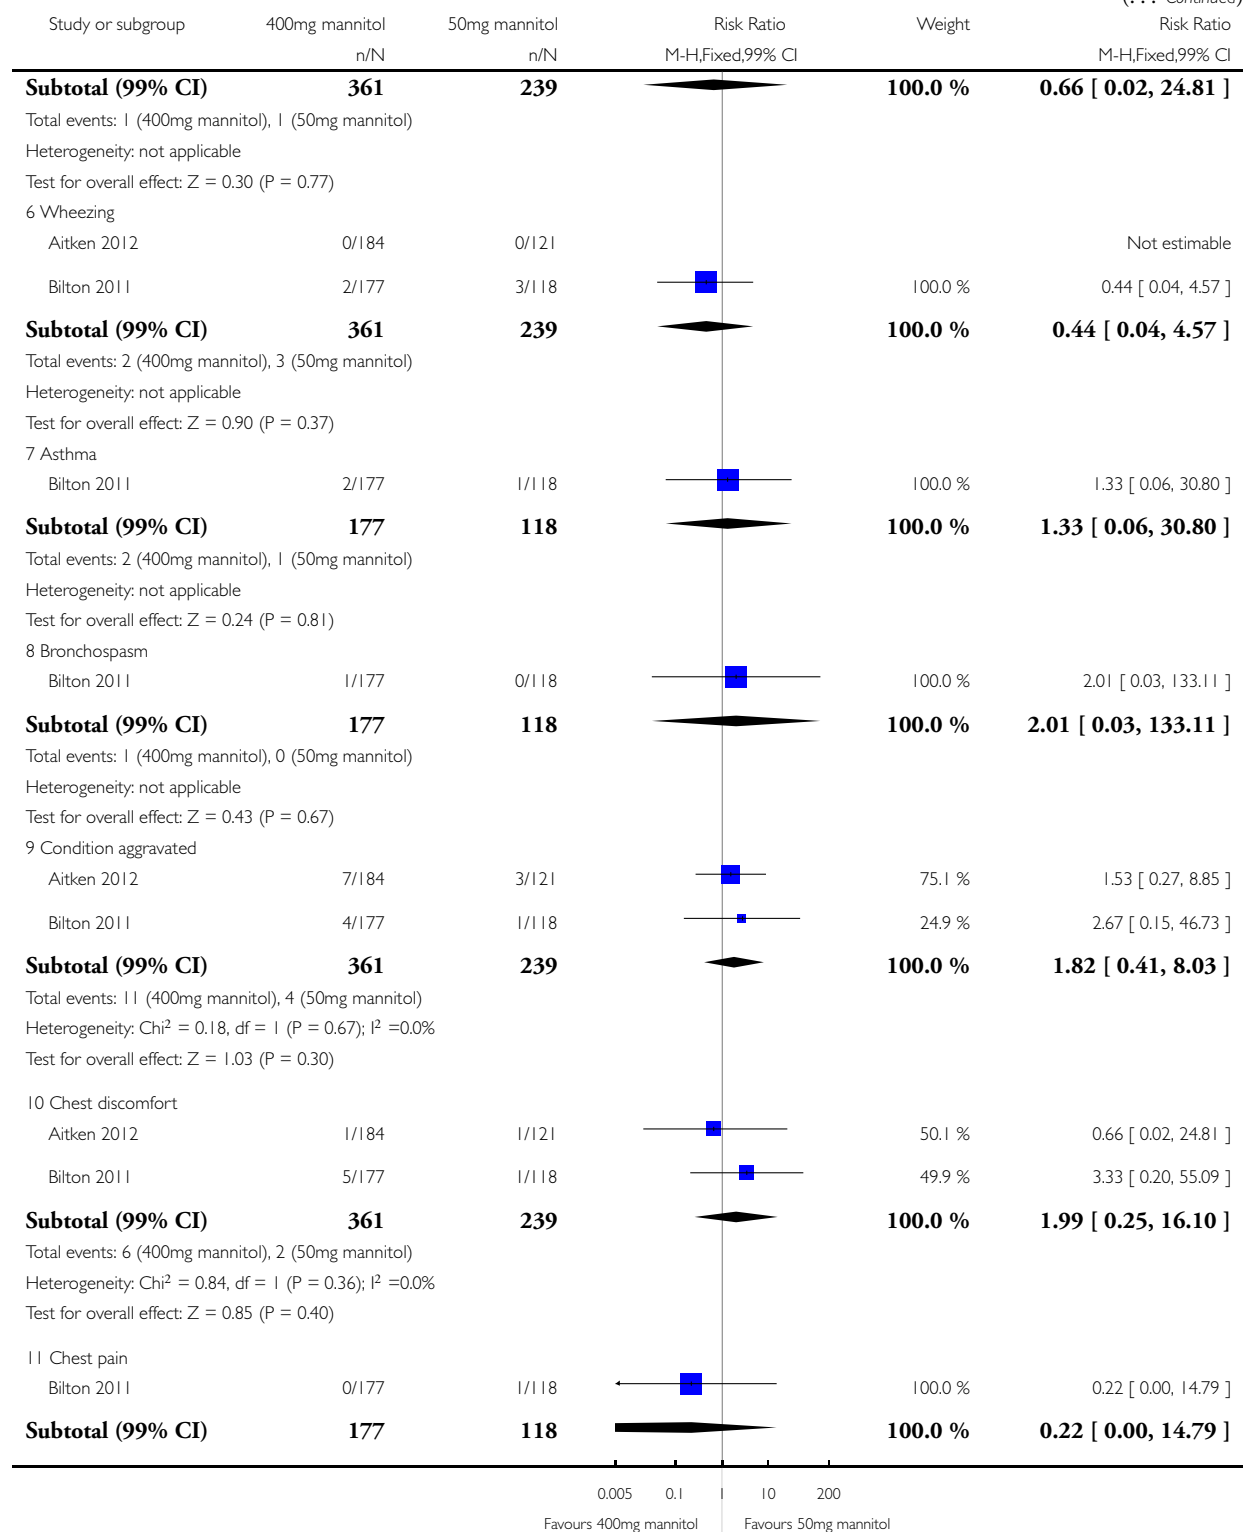 (. . . Continued)
Study or subgroup 400mg mannitol 50mg mannitol Risk Ratio Weight Risk Ratio
n/N n/N M-H,Fixed,99% CI M-H,Fixed,99% CI
Subtotal (99% CI) 361 239 100.0 % 0.66 [ 0.02, 24.81 ]
Total events: 1 (400mg mannitol), 1 (50mg mannitol)
Heterogeneity: not applicable
Test for overall effect: Z = 0.30 (P = 0.77)
6 Wheezing
Aitken 2012 0/184 0/121 Not estimable
Bilton 2011 2/177 3/118 100.0 % 0.44 [ 0.04, 4.57 ]
Subtotal (99% CI) 361 239 100.0 % 0.44 [ 0.04, 4.57 ]
Total events: 2 (400mg mannitol), 3 (50mg mannitol)
Heterogeneity: not applicable
Test for overall effect: Z = 0.90 (P = 0.37)
7 Asthma
Bilton 2011 2/177 1/118 100.0 % 1.33 [ 0.06, 30.80 ]
Subtotal (99% CI) 177 118 100.0 % 1.33 [ 0.06, 30.80 ]
Total events: 2 (400mg mannitol), 1 (50mg mannitol)
Heterogeneity: not applicable
Test for overall effect: Z = 0.24 (P = 0.81)
8 Bronchospasm
Bilton 2011 1/177 0/118 100.0 % 2.01 [ 0.03, 133.11 ]
Subtotal (99% CI) 177 118 100.0 % 2.01 [ 0.03, 133.11 ]
Total events: 1 (400mg mannitol), 0 (50mg mannitol)
Heterogeneity: not applicable
Test for overall effect: Z = 0.43 (P = 0.67)
9 Condition aggravated
Aitken 2012 7/184 3/121 75.1 % 1.53 [ 0.27, 8.85 ]
Bilton 2011 4/177 1/118 24.9 % 2.67 [ 0.15, 46.73 ]
Subtotal (99% CI) 361 239 100.0 % 1.82 [ 0.41, 8.03 ]
Total events: 11 (400mg mannitol), 4 (50mg mannitol)
Heterogeneity: Chi² = 0.18, df = 1 (P = 0.67); I² =0.0%
Test for overall effect: Z = 1.03 (P = 0.30)
10 Chest discomfort
Aitken 2012 1/184 1/121 50.1 % 0.66 [ 0.02, 24.81 ]
Bilton 2011 5/177 1/118 49.9 % 3.33 [ 0.20, 55.09 ]
Subtotal (99% CI) 361 239 100.0 % 1.99 [ 0.25, 16.10 ]
Total events: 6 (400mg mannitol), 2 (50mg mannitol)
Heterogeneity: Chi² = 0.84, df = 1 (P = 0.36); I² =0.0%
Test for overall effect: Z = 0.85 (P = 0.40)
11 Chest pain
Bilton 2011 0/177 1/118 100.0 % 0.22 [ 0.00, 14.79 ]
Subtotal (99% CI) 177 118 100.0 % 0.22 [ 0.00, 14.79 ]
0.005 0.1 1 10 200
Favours 400mg mannitol Favours 50mg mannitol